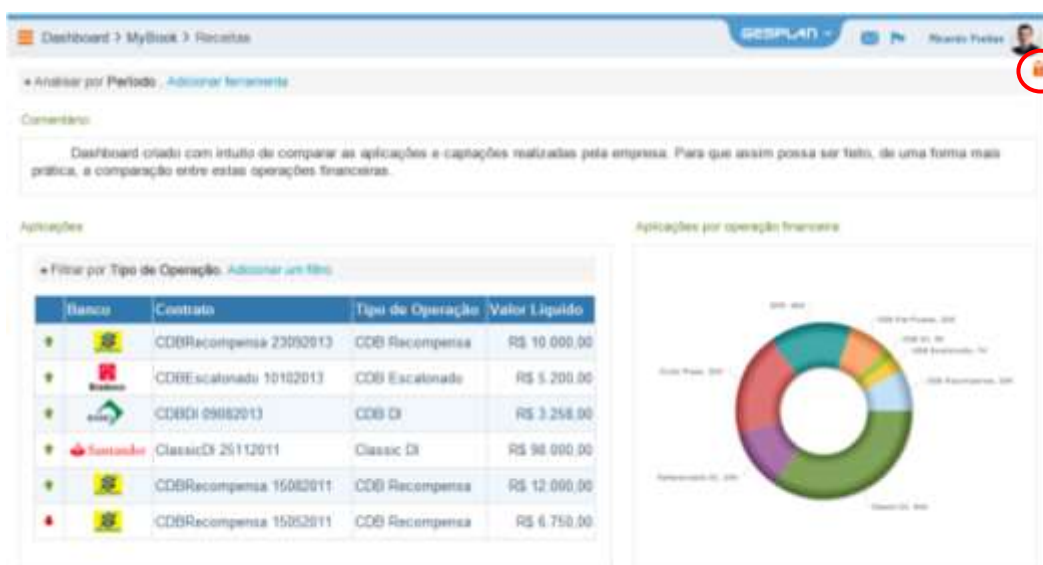 Dashboard > MyBook > Receitas
GESPLAN
Ricardo Freitas
+ Analisar por Período . Adicionar ferramenta
Comentário
Dashboard criado com intuito de comparar as aplicações e captações realizadas pela empresa. Para que assim possa ser feito, de uma forma mais
prática, a comparação entre estas operações financeiras.
Aplicações
Aplicações por operação financeira
+ Filtrar por Tipo de Operação. Adicionar um filtro
Banco Contrato Tipo de Operação Valor Líquido
CDBRecompensa 23092013 CDB Recompensa R$ 10.000,00
Bradesco CDBEscalonado 10102013 CDB Escalonado R$ 5.200,00
CDBDI 09082013 CDB DI R$ 3.258,00
Santander ClassicDI 25112011 Classic DI R$ 98.000,00
CDBRecompensa 15082011 CDB Recompensa R$ 12.000,00
CDBRecompensa 15052011 CDB Recompensa R$ 6.750,00